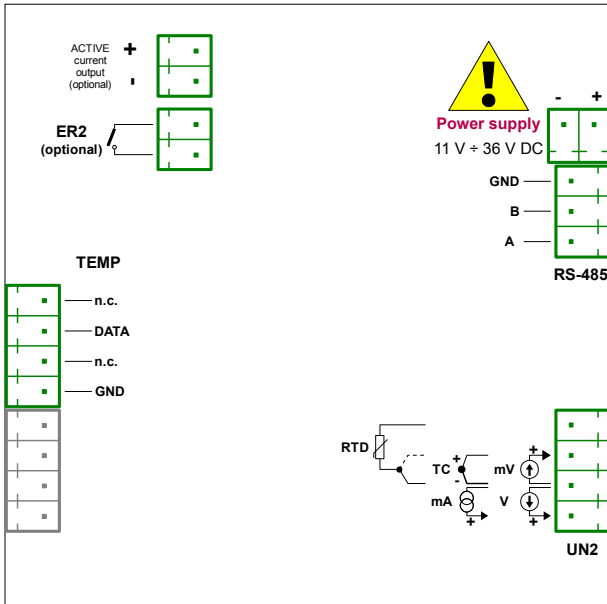 ACTIVE +
current
output
(optional) -
ER2
(optional)
!
- +
Power supply
11 V ÷ 36 V DC
GND
B
A
RS-485
TEMP
n.c.
DATA
n.c.
GND
RTD
+ TC -
mV +
mA +
V +
UN2